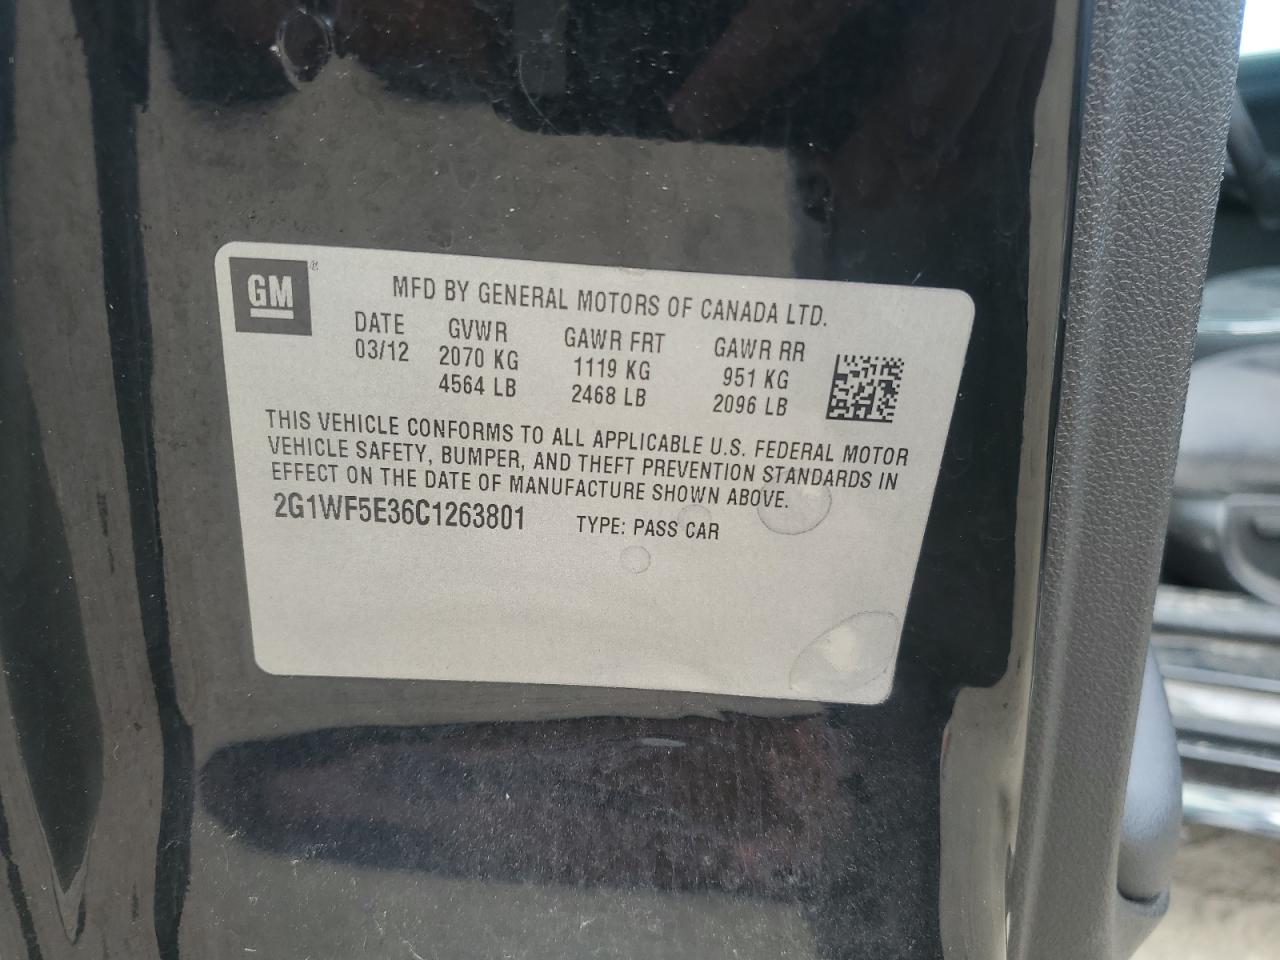 GM ®
MFD BY GENERAL MOTORS OF CANADA LTD.
DATE GVWR GAWR FRT GAWR RR
03/12 2070 KG 1119 KG 951 KG
4564 LB 2468 LB 2096 LB
THIS VEHICLE CONFORMS TO ALL APPLICABLE U.S. FEDERAL MOTOR
VEHICLE SAFETY, BUMPER, AND THEFT PREVENTION STANDARDS IN
EFFECT ON THE DATE OF MANUFACTURE SHOWN ABOVE.
2G1WF5E36C1263801 TYPE: PASS CAR